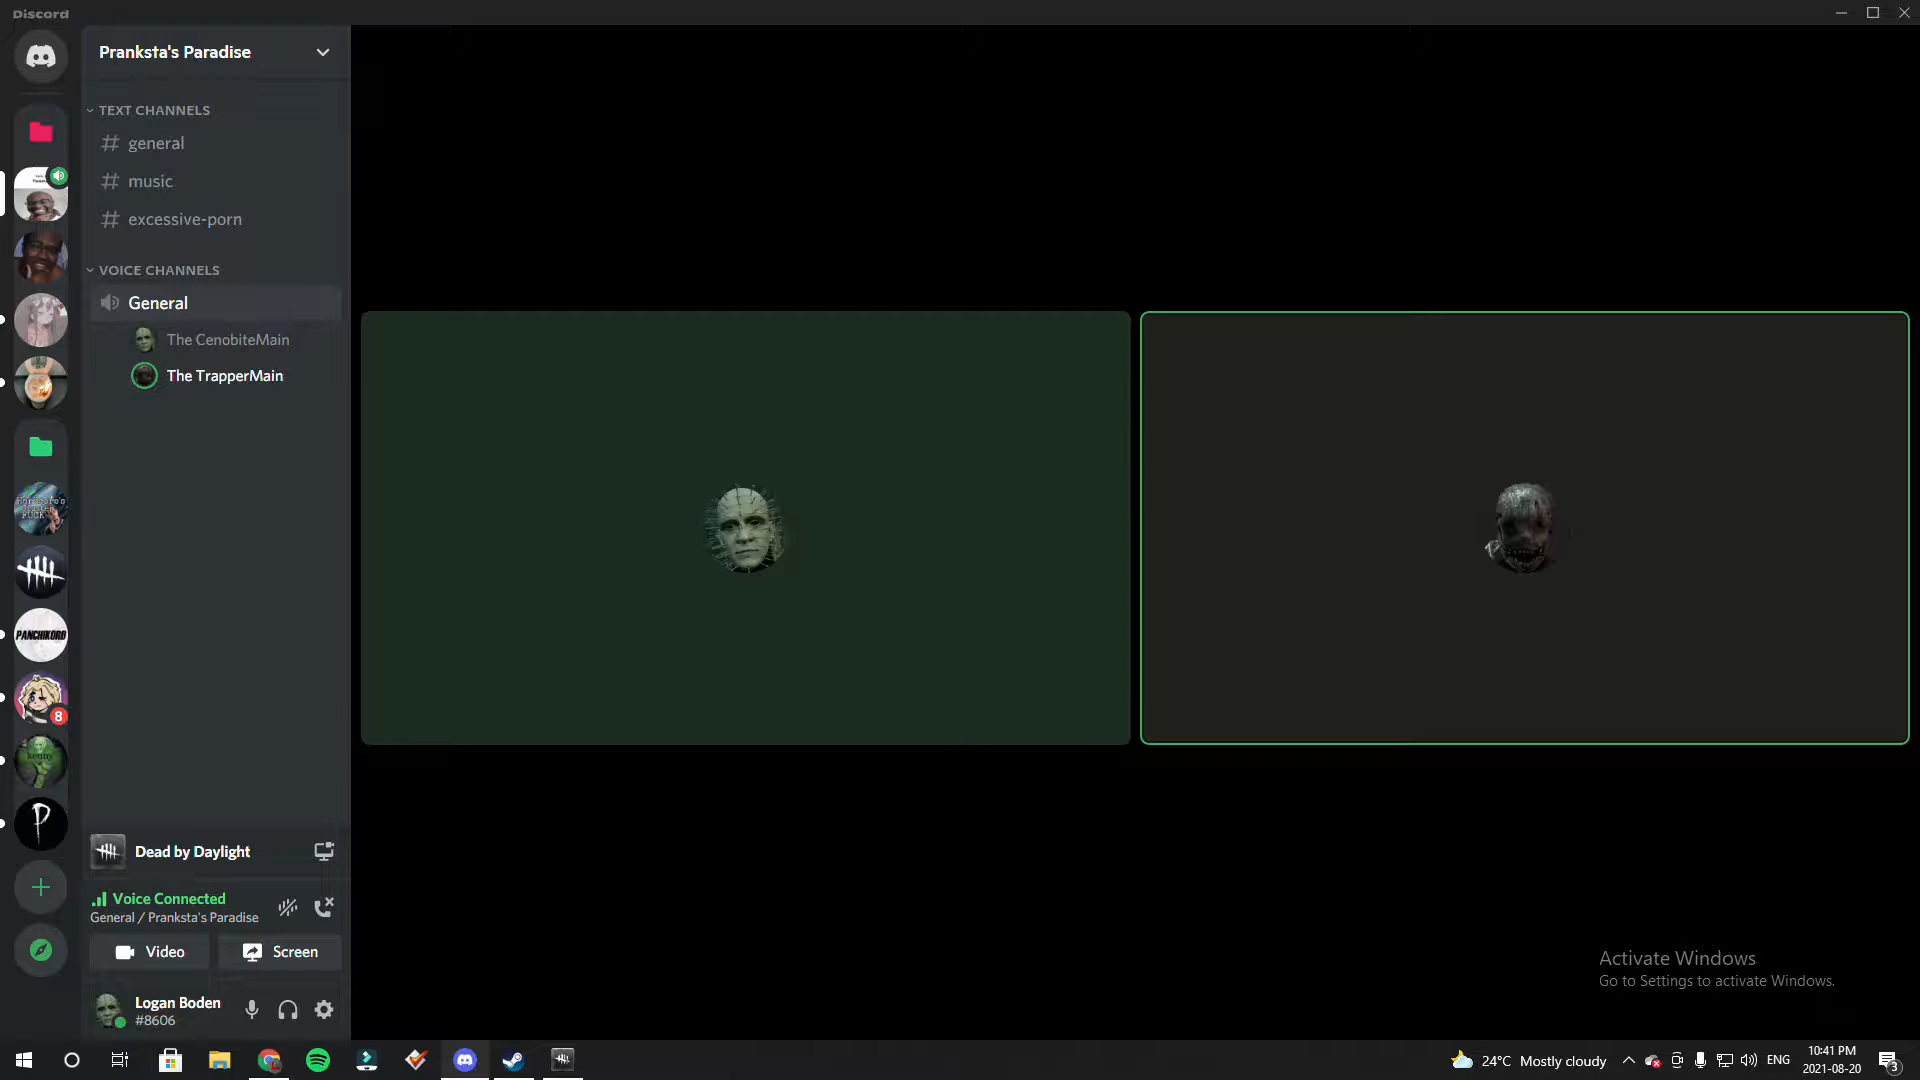 Discord
Pranksta's Paradise
TEXT CHANNELS
# general
# music
# excessive-porn
VOICE CHANNELS
General
The CenobiteMain
The TrapperMain
PANCHIKORD
8
kenny
P
Dead by Daylight
Voice Connected
General / Pranksta's Paradise
Video
Screen
Logan Boden
#8606
Activate Windows
Go to Settings to activate Windows.
24°C Mostly cloudy
ENG
10:41 PM
2021-08-20
3